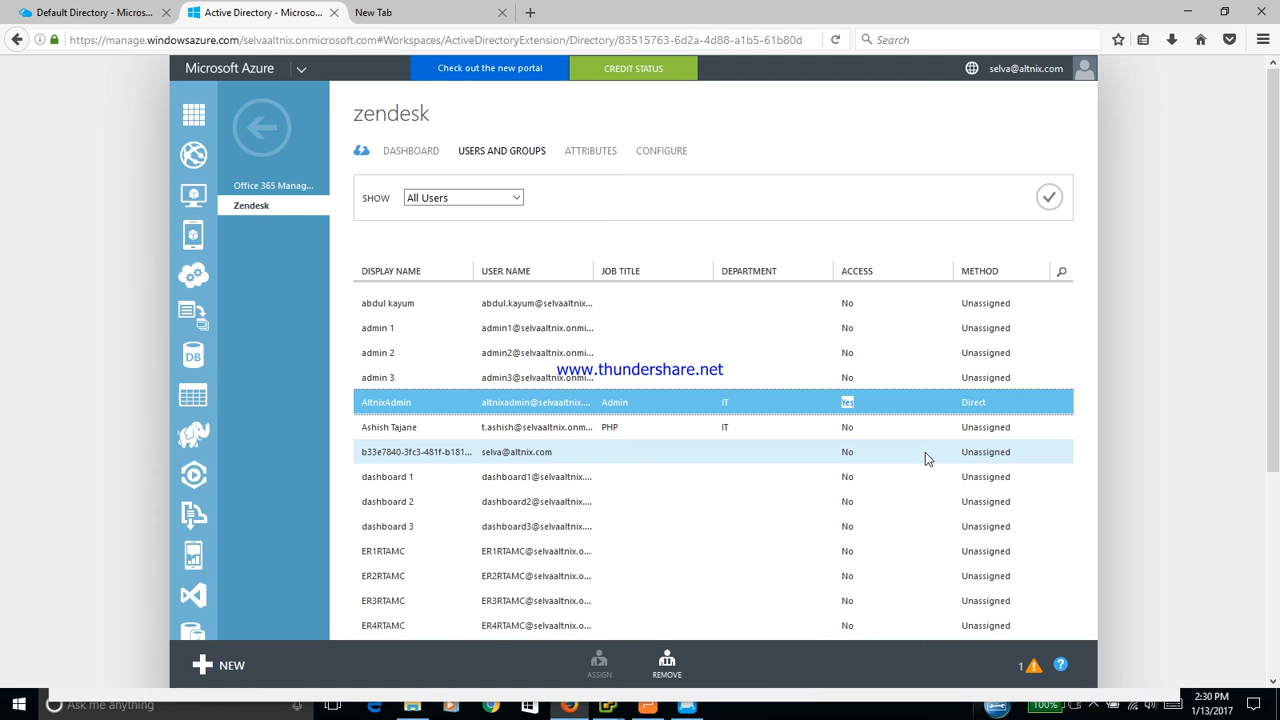 Default Directory - Microsof...
Active Directory - Microso...
New Tab
https://manage.windowsazure.com/selvaaltnix.onmicrosoft.com#Workspaces/ActiveDirectoryExtension/Directory/83515763-6d2a-4d88-a1b5-61b80d
Search
Microsoft Azure
Check out the new portal
CREDIT STATUS
selva@altnix.com
Office 365 Manag...
Zendesk
zendesk
DASHBOARD USERS AND GROUPS ATTRIBUTES CONFIGURE
SHOW All Users
DISPLAY NAME USER NAME JOB TITLE DEPARTMENT ACCESS METHOD
abdul kayum abdul.kayum@selvaaltnix... No Unassigned
admin 1 admin1@selvaaltnix.onmi... No Unassigned
admin 2 admin2@selvaaltnix.onmi... No Unassigned
www.thundershare.net
admin 3 admin3@selvaaltnix.onmi... No Unassigned
AltnixAdmin altnixadmin@selvaaltnix.... Admin IT Yes Direct
Ashish Tajane t.ashish@selvaaltnix.onm... PHP IT No Unassigned
b33e7840-3fc3-481f-b181... selva@altnix.com No Unassigned
dashboard 1 dashboard1@selvaaltnix.... No Unassigned
dashboard 2 dashboard2@selvaaltnix.... No Unassigned
dashboard 3 dashboard3@selvaaltnix.... No Unassigned
ER1RTAMC ER1RTAMC@selvaaltnix.o... No Unassigned
ER2RTAMC ER2RTAMC@selvaaltnix.o... No Unassigned
ER3RTAMC ER3RTAMC@selvaaltnix.o... No Unassigned
ER4RTAMC ER4RTAMC@selvaaltnix.o... No Unassigned
DB
NEW
ASSIGN
REMOVE
1
?
Ask me anything
100%
2:30 PM
1/13/2017